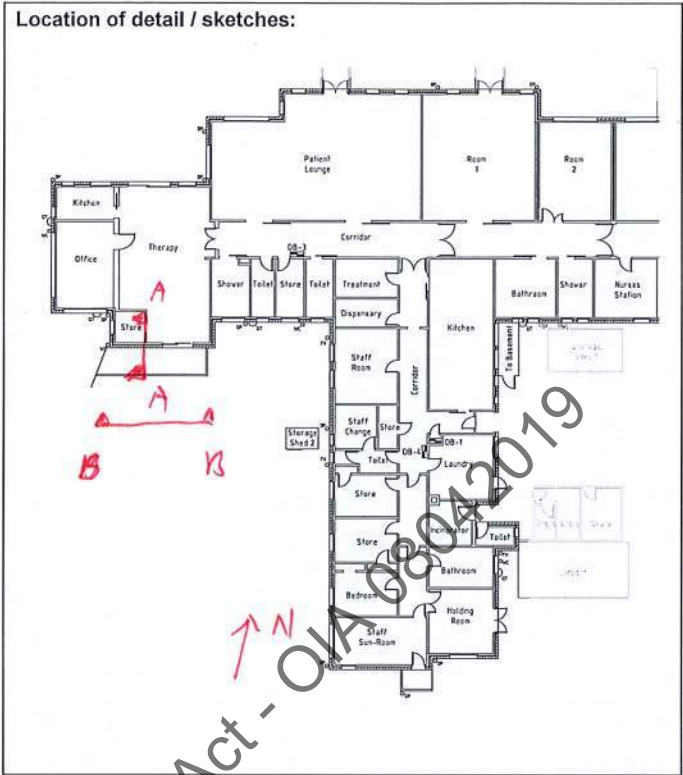 Location of detail / sketches:
Patient
Lounge
Room
1
Room
2
Kitchen
Therapy
Office
Corridor
DB-3
Shower
Toilet
Store
Toilet
Treatment
Dispensary
Kitchen
Bathroom
Shower
Nurses
Station
A
Store
A
B
B
Staff
Room
Corridor
To Basement
Storage
Shed 2
Staff
Change
Store
Toilet
DB-4
DB-1
Laundry
Store
Incinerator
Toilet
Store
Bathroom
Bedroom
Holding
Room
Staff
Sun-Room
N
Act - OIA 08042019